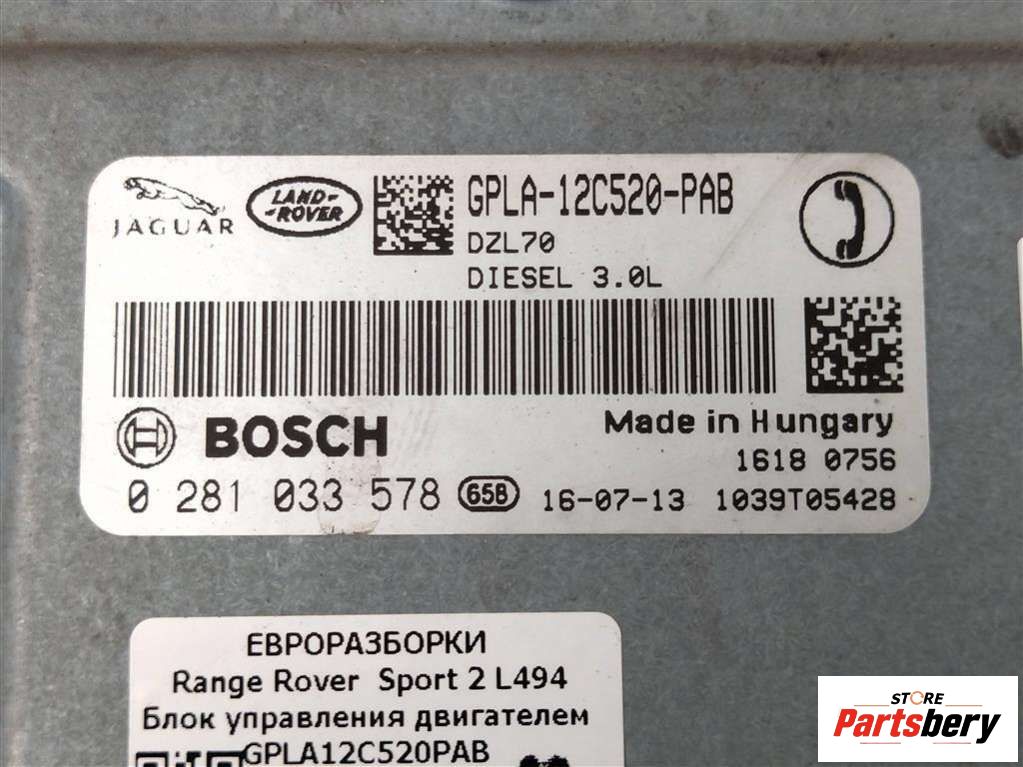 JAGUAR
LAND-
-ROVER
GPLA-12C520-PAB
DZL70
DIESEL 3.0L
BOSCH
Made in Hungary
1618 0756
0 281 033 578 65B 16-07-13 1039T05428
ЕВРОРАЗБОРКИ
Range Rover Sport 2 L494
Блок управления двигателем
GPLA12C520PAB
STORE
Partsbery